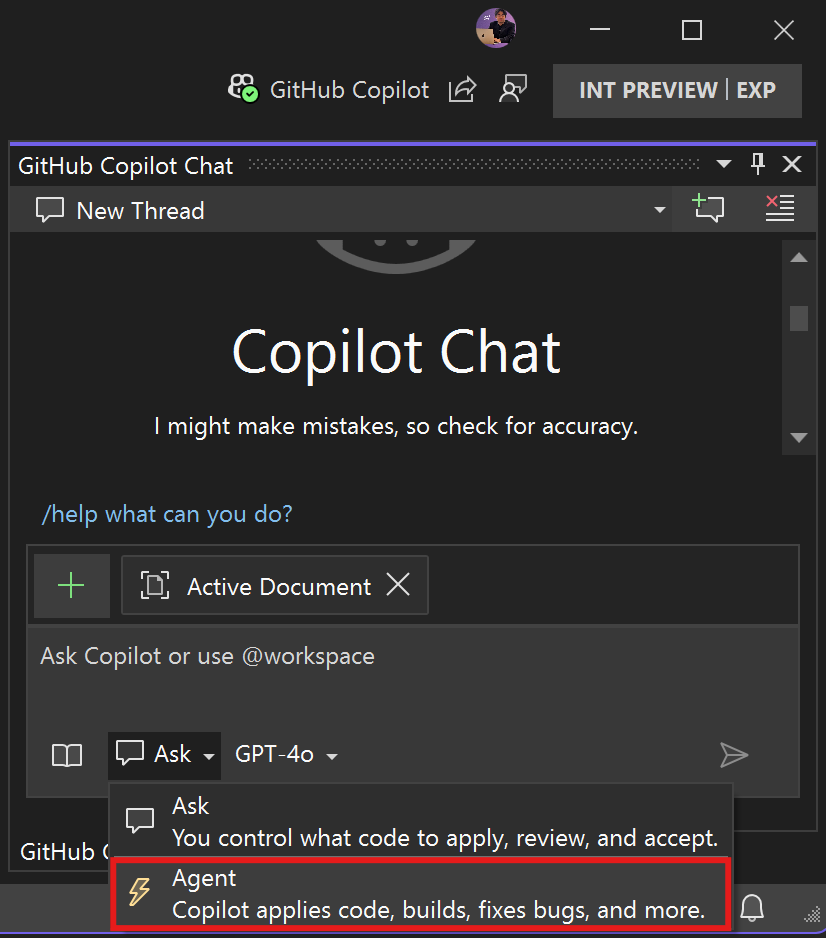 GitHub Copilot
INT PREVIEW | EXP
GitHub Copilot Chat
New Thread
Copilot Chat
I might make mistakes, so check for accuracy.
/help what can you do?
Active Document
Ask Copilot or use @workspace
Ask
GPT-4o
Ask
You control what code to apply, review, and accept.
GitHub
Agent
Copilot applies code, builds, fixes bugs, and more.